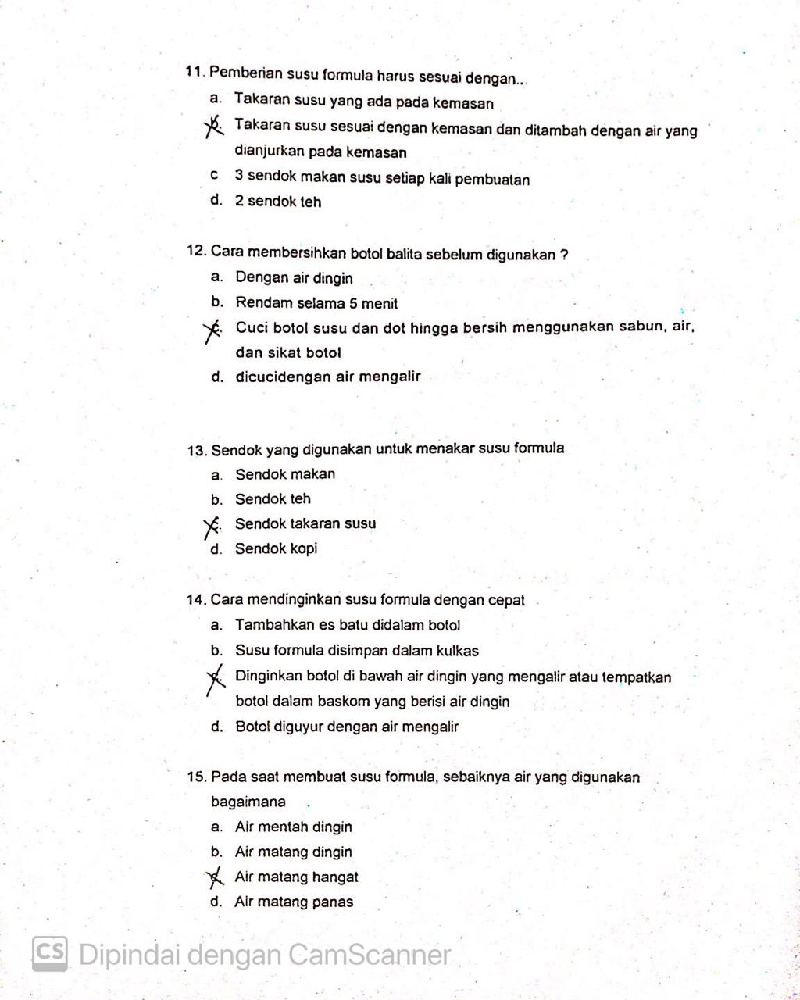 11. Pemberian susu formula harus sesuai dengan...
a. Takaran susu yang ada pada kemasan
b. Takaran susu sesuai dengan kemasan dan ditambah dengan air yang
dianjurkan pada kemasan
c 3 sendok makan susu setiap kali pembuatan
d. 2 sendok teh
12. Cara membersihkan botol balita sebelum digunakan ?
a. Dengan air dingin
b. Rendam selama 5 menit
c. Cuci botol susu dan dot hingga bersih menggunakan sabun, air,
dan sikat botol
d. dicucidengan air mengalir
13. Sendok yang digunakan untuk menakar susu formula
a. Sendok makan
b. Sendok teh
c. Sendok takaran susu
d. Sendok kopi
14. Cara mendinginkan susu formula dengan cepat
a. Tambahkan es batu didalam botol
b. Susu formula disimpan dalam kulkas
c. Dinginkan botol di bawah air dingin yang mengalir atau tempatkan
botol dalam baskom yang berisi air dingin
d. Botol diguyur dengan air mengalir
15. Pada saat membuat susu formula, sebaiknya air yang digunakan
bagaimana
a. Air mentah dingin
b. Air matang dingin
c. Air matang hangat
d. Air matang panas
CS Dipindai dengan CamScanner